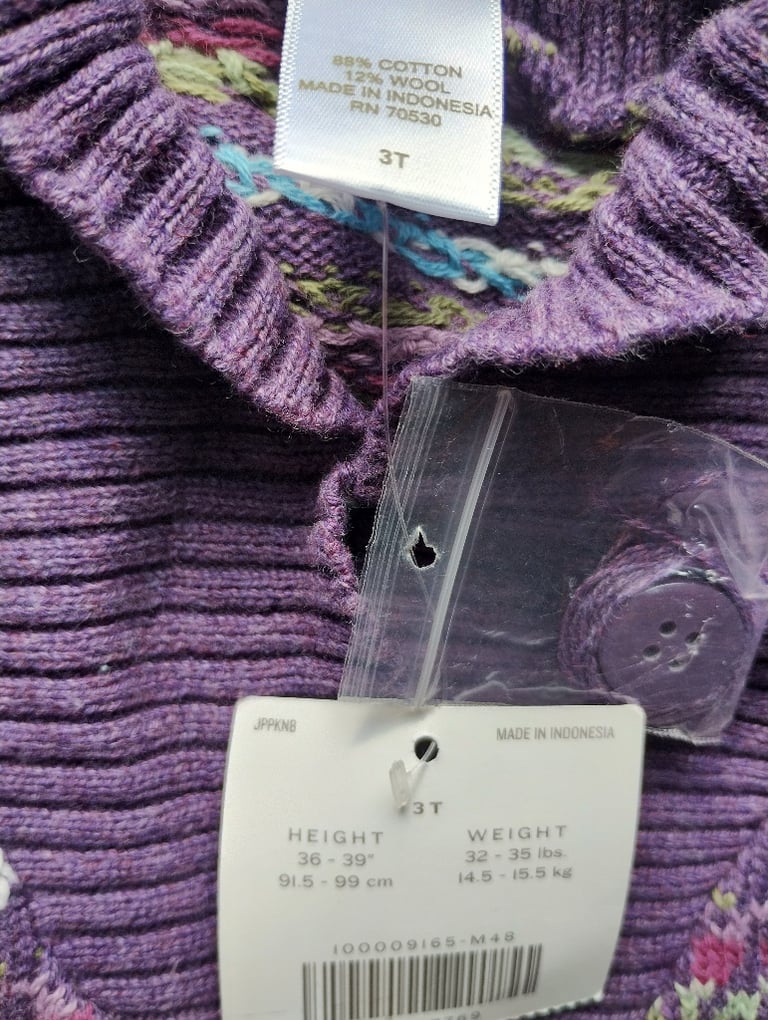 88% COTTON
12% WOOL
MADE IN INDONESIA
RN 70530
3T
JPPKNB
MADE IN INDONESIA
3T
HEIGHT
36 - 39"
91.5 - 99 cm
WEIGHT
32 - 35 lbs.
14.5 - 15.5 kg
100009165-M48